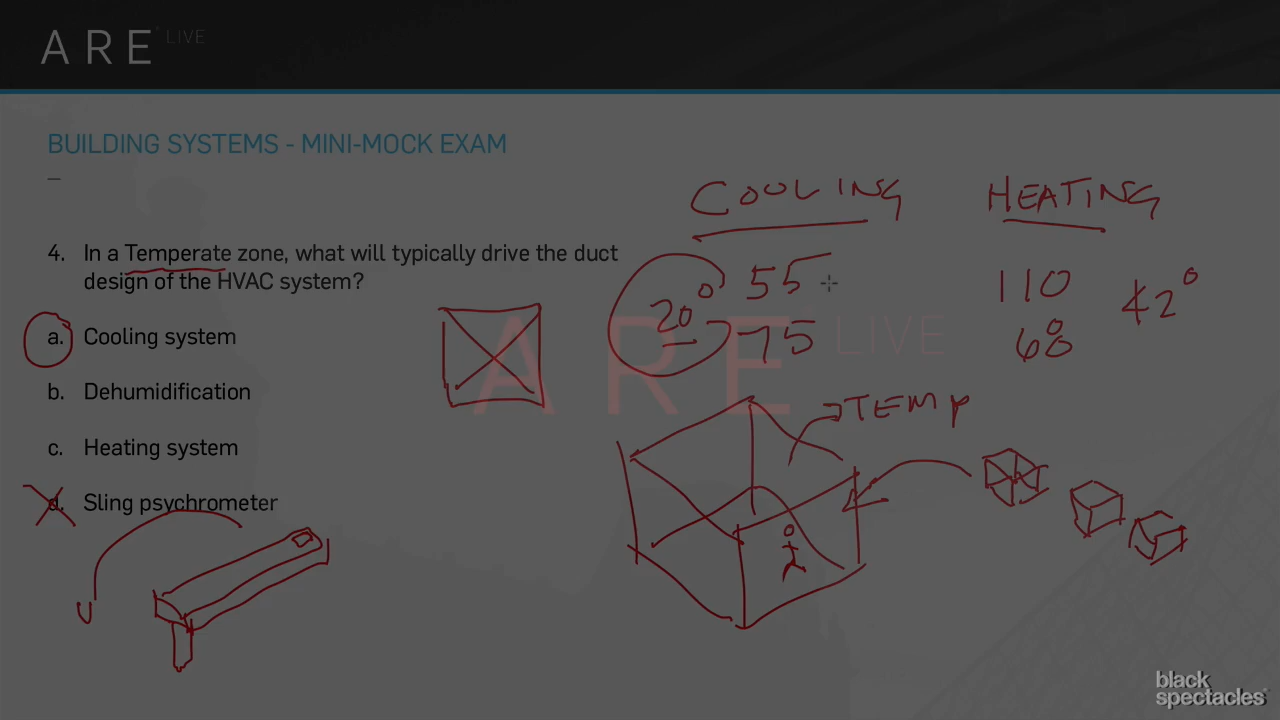 ARE LIVE
BUILDING SYSTEMS - MINI-MOCK EXAM
4. In a Temperate zone, what will typically drive the duct
design of the HVAC system?
a. Cooling system
b. Dehumidification
c. Heating system
d. Sling psychrometer
COOLING
HEATING
20° 55
75
110
68
42°
ARE LIVE
TEMP
black
spectacles